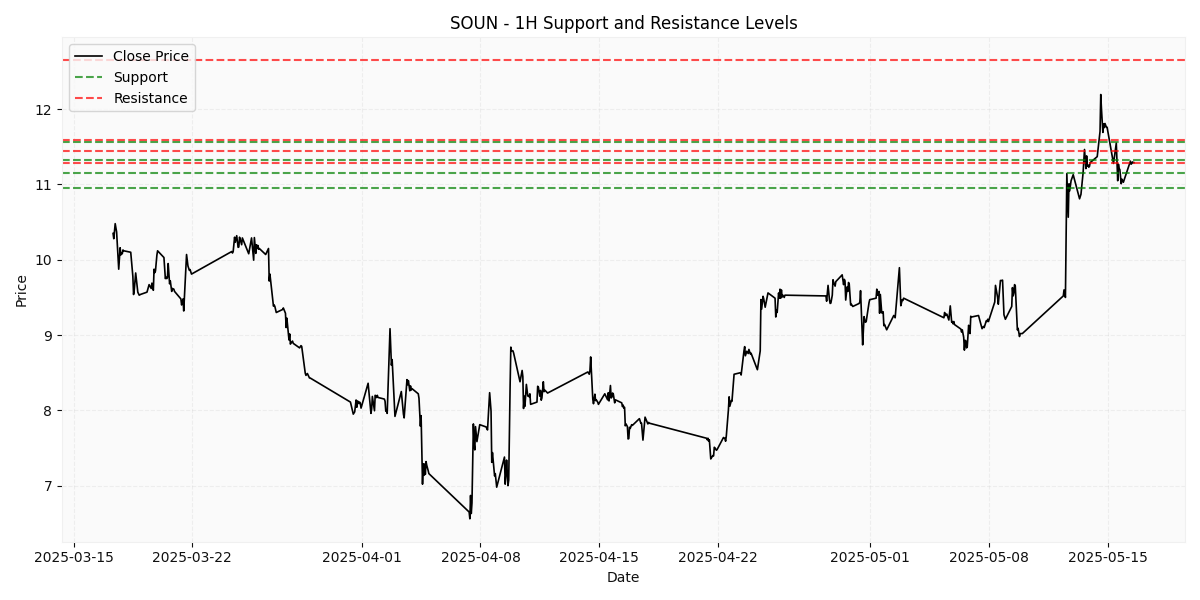 SOUN - 1H Support and Resistance Levels
Close Price
Support
Resistance
12
11
10
9
8
7
Price
2025-03-15 2025-03-22 2025-04-01 2025-04-08 2025-04-15 2025-04-22 2025-05-01 2025-05-08 2025-05-15
Date